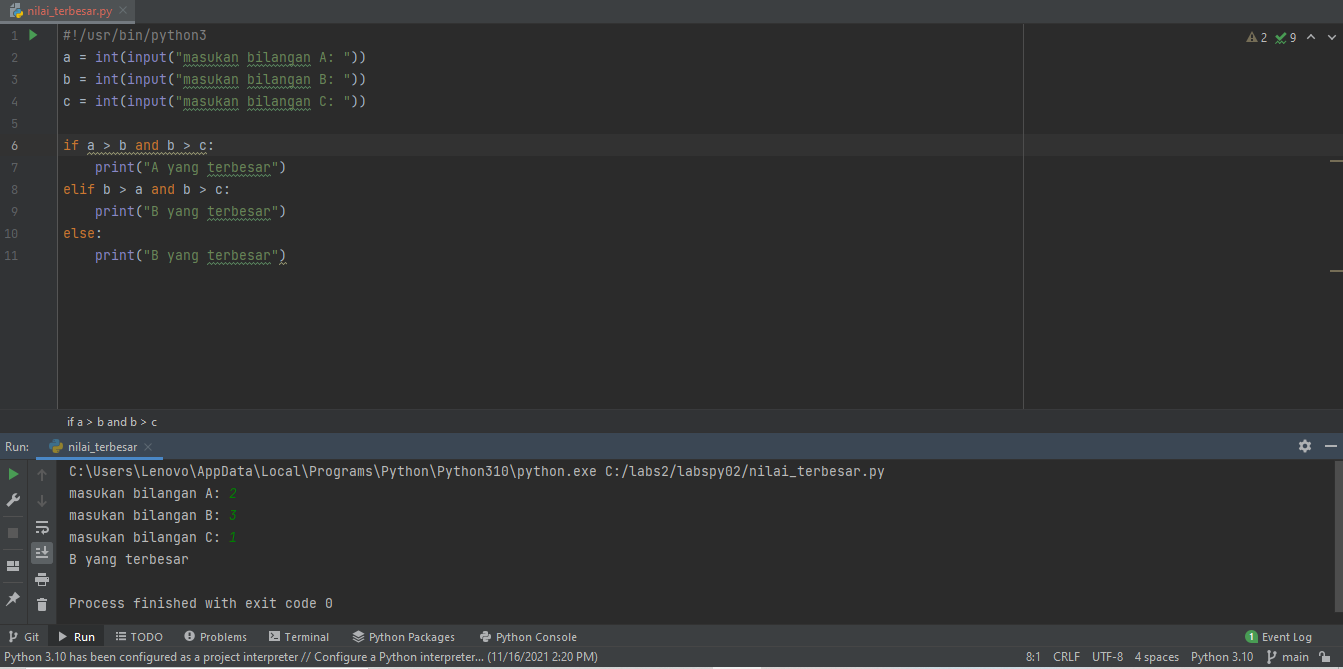 nilai_terbesar.py
1 #!/usr/bin/python3
2 9
2 a = int(input("masukan bilangan A: "))
3 b = int(input("masukan bilangan B: "))
4 c = int(input("masukan bilangan C: "))
5
6 if a > b and b > c:
7 print("A yang terbesar")
8 elif b > a and b > c:
9 print("B yang terbesar")
10 else:
11 print("B yang terbesar")
if a > b and b > c
Run: nilai_terbesar
C:\Users\Lenovo\AppData\Local\Programs\Python\Python310\python.exe C:/labs2/labspy02/nilai_terbesar.py
masukan bilangan A: 2
masukan bilangan B: 3
masukan bilangan C: 1
B yang terbesar
Process finished with exit code 0
Git Run TODO Problems Terminal Python Packages Python Console 1 Event Log
Python 3.10 has been configured as a project interpreter // Configure a Python interpreter... (11/16/2021 2:20 PM) 8:1 CRLF UTF-8 4 spaces Python 3.10 main